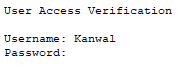 User Access Verification
Username: Kanwal
Password: